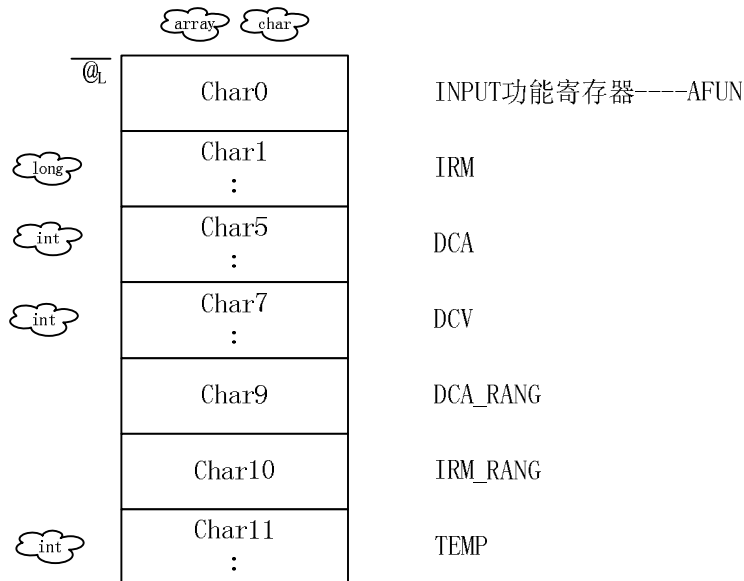 array char
@L
Char0 INPUT功能寄存器----AFUN
long Char1 IRM
:
int Char5 DCA
:
int Char7 DCV
:
Char9 DCA_RANG
Char10 IRM_RANG
int Char11 TEMP
: